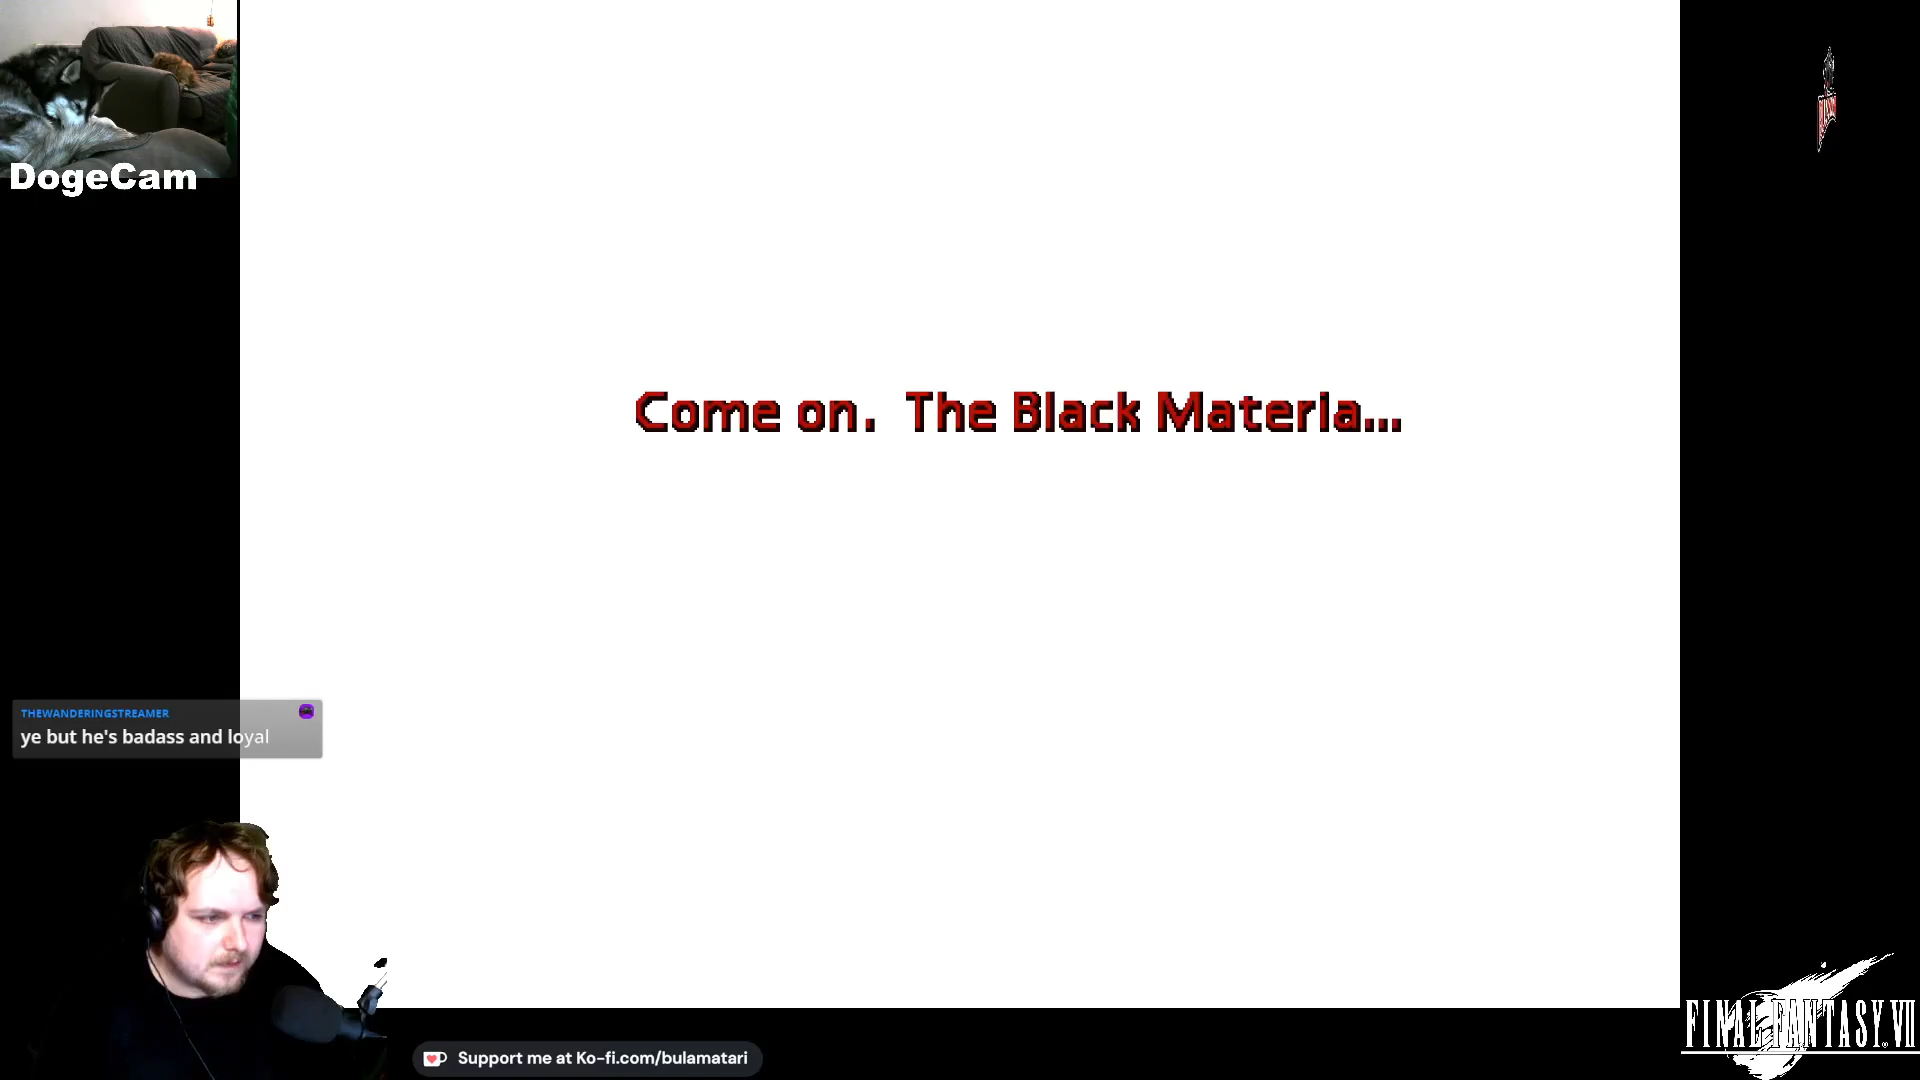 DogeCam
Come on. The Black Materia...
THEWANDERINGSTREAMER
ye but he's badass and loyal
FINAL FANTASY. VII
Support me at Ko-fi.com/bulamatari